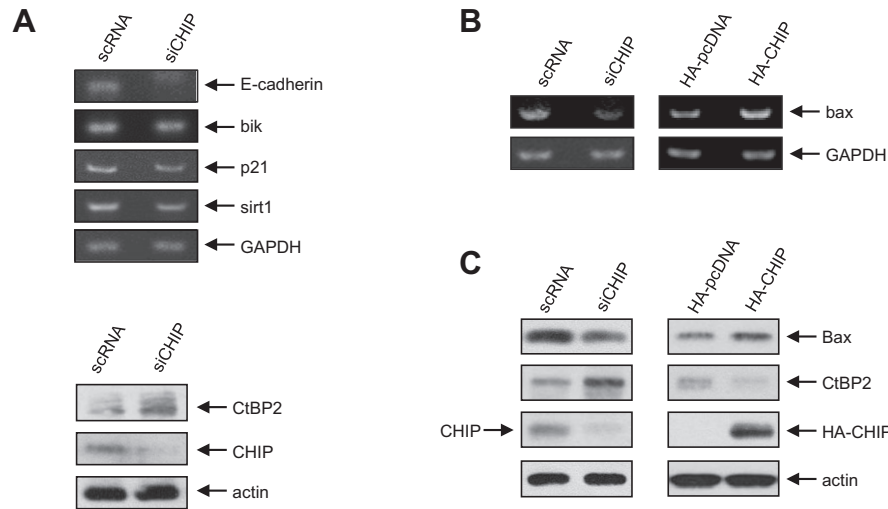 A
scRNA
siCHIP
E-cadherin
bik
p21
sirt1
GAPDH
scRNA
siCHIP
CtBP2
CHIP
actin
B
scRNA
siCHIP
HA-pcDNA
HA-CHIP
bax
GAPDH
C
scRNA
siCHIP
HA-pcDNA
HA-CHIP
Bax
CtBP2
CHIP
HA-CHIP
actin